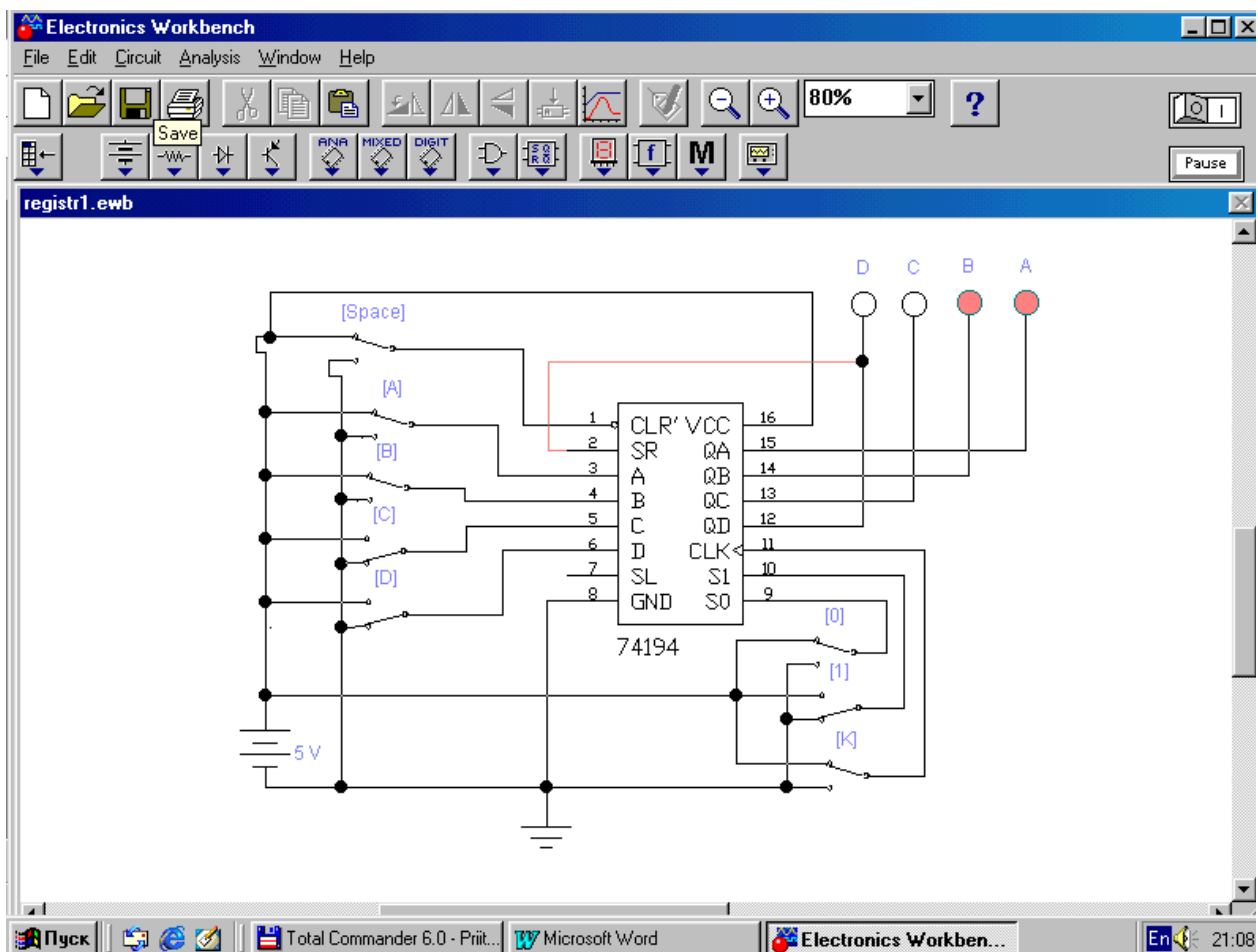 Electronics Workbench
File Edit Circuit Analysis Window Help
80%
?
Save
ANA MIXED DIGIT
f M
Pause
registr1.ewb
D C B A
[Space]
[A]
[B]
[C]
[D]
1 CLR' VCC 16
2 SR QA 15
3 A QB 14
4 B QC 13
5 C QD 12
6 D CLK 11
7 SL S1 10
8 GND S0 9
74194
[0]
[1]
[K]
5 V
Пуск
Total Commander 6.0 - Priit...
Microsoft Word
Electronics Workben...
En 21:09